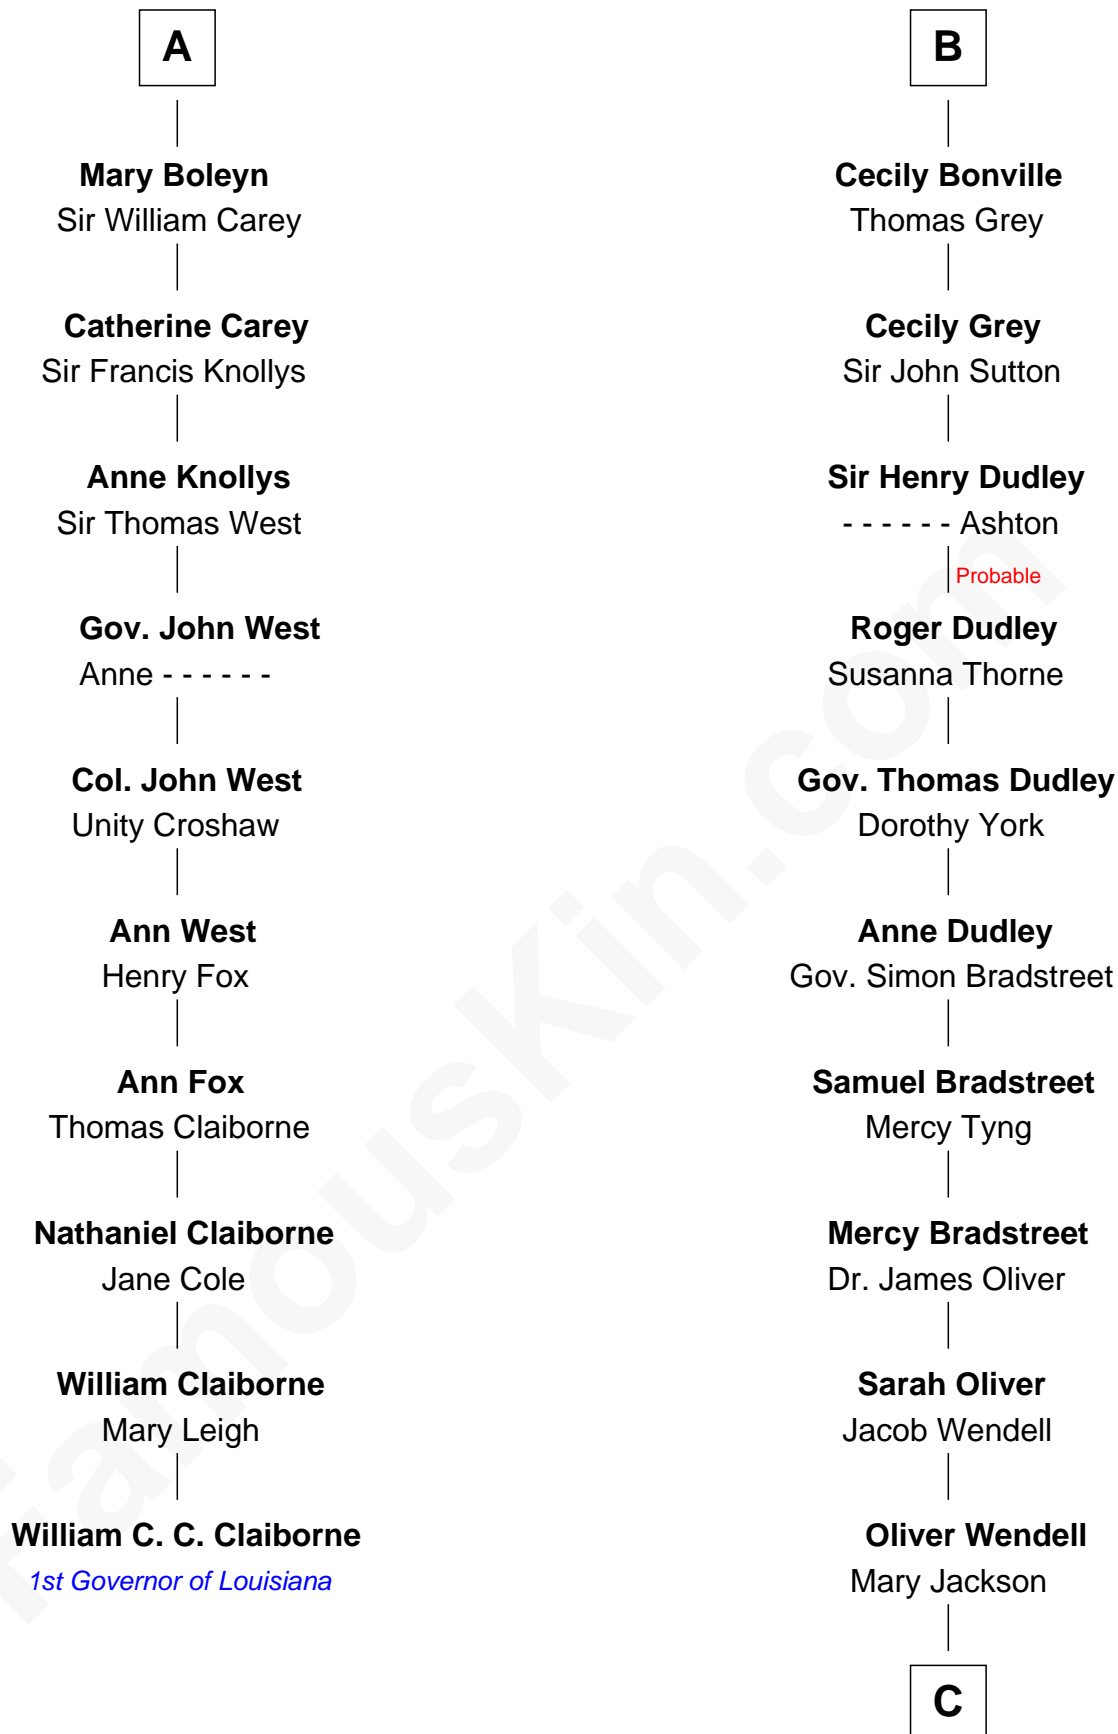 A
Mary Boleyn
Sir William Carey
Catherine Carey
Sir Francis Knollys
Anne Knollys
Sir Thomas West
Gov. John West
Anne - - - - - -
Col. John West
Unity Croshaw
Ann West
Henry Fox
Ann Fox
Thomas Claiborne
Nathaniel Claiborne
Jane Cole
William Claiborne
Mary Leigh
William C. C. Claiborne
1st Governor of Louisiana
B
Cecily Bonville
Thomas Grey
Cecily Grey
Sir John Sutton
Sir Henry Dudley
- - - - - - Ashton
Probable
Roger Dudley
Susanna Thorne
Gov. Thomas Dudley
Dorothy York
Anne Dudley
Gov. Simon Bradstreet
Samuel Bradstreet
Mercy Tyng
Mercy Bradstreet
Dr. James Oliver
Sarah Oliver
Jacob Wendell
Oliver Wendell
Mary Jackson
C
FamousKin.com